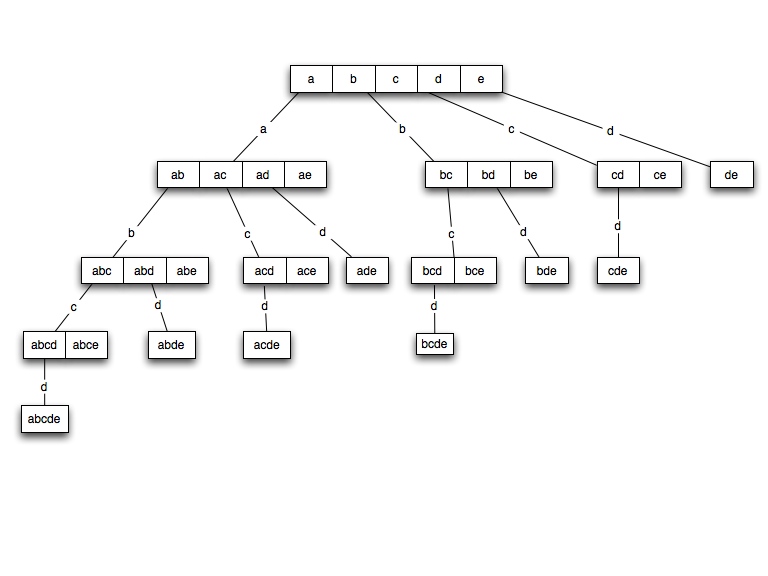 a b c d e
a b c d
ab ac ad ae bc bd be cd ce de
b c d c d d
abc abd abe acd ace ade bcd bce bde cde
c d d d
abcd abce abde acde bcde
d
abcde